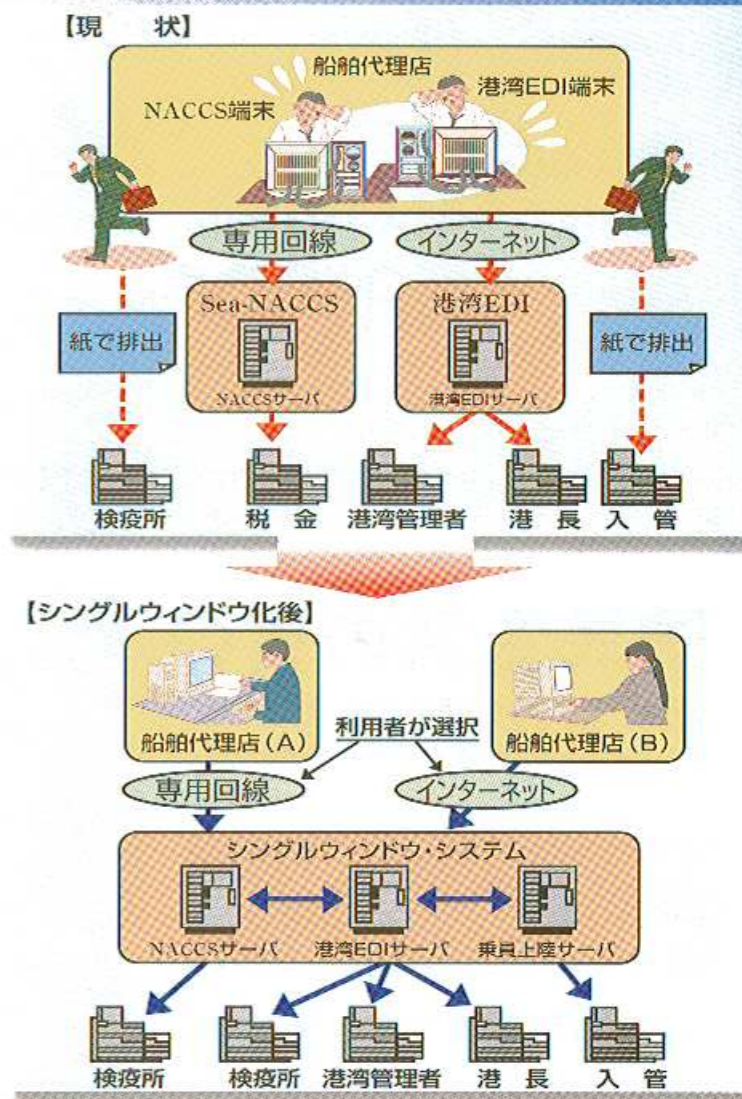 【現　状】
船舶代理店
NACCS端末
港湾EDI端末
専用回線
インターネット
Sea-NACCS
港湾EDI
紙で排出
NACCSサーバ
港湾EDIサーバ
紙で排出
検疫所
税　金
港湾管理者
港　長
入　管
【シングルウィンドウ化後】
船舶代理店(A)
利用者が選択
船舶代理店(B)
専用回線
インターネット
シングルウィンドウ・システム
NACCSサーバ
港湾EDIサーバ
乗員上陸サーバ
検疫所
検疫所
港湾管理者
港　長
入　管